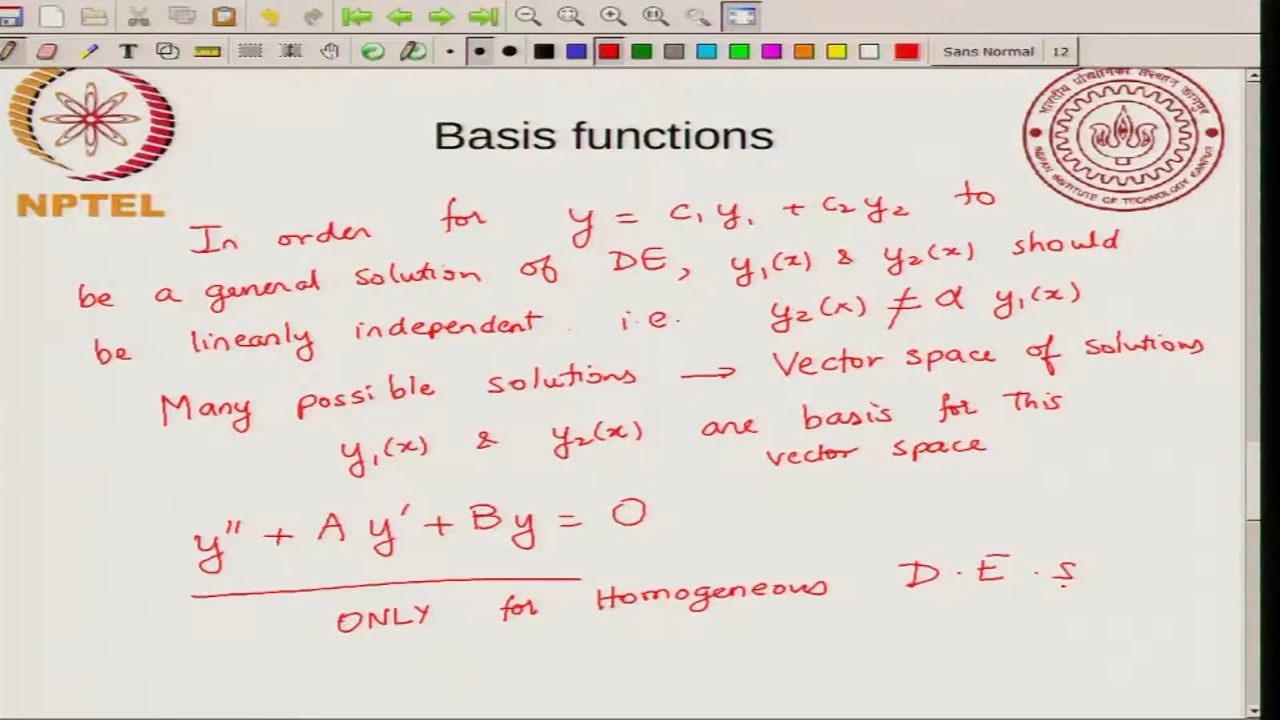 Sans Normal 12
Basis functions
NPTEL
In order for y = c₁y₁ + c₂y₂ to
be a general solution of DE, y₁(x) & y₂(x) should
be linearly independent. i.e. y₂(x) ≠ α y₁(x)
Many possible solutions → Vector space of solutions
y₁(x) & y₂(x) are basis for This
vector space
y'' + A y' + B y = 0
ONLY for Homogeneous D.E.s